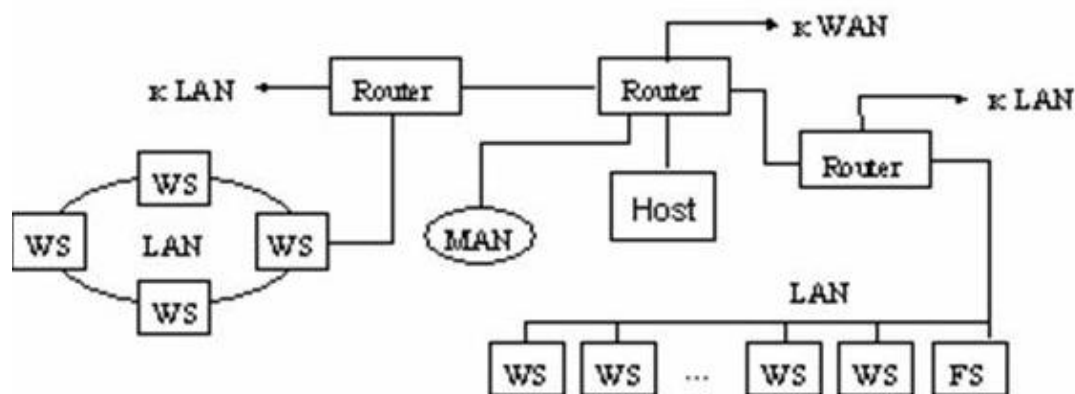 к WAN
к LAN
Router
Router
к LAN
Router
WS
WS
LAN
WS
WS
MAN
Host
LAN
WS
WS
...
WS
WS
FS